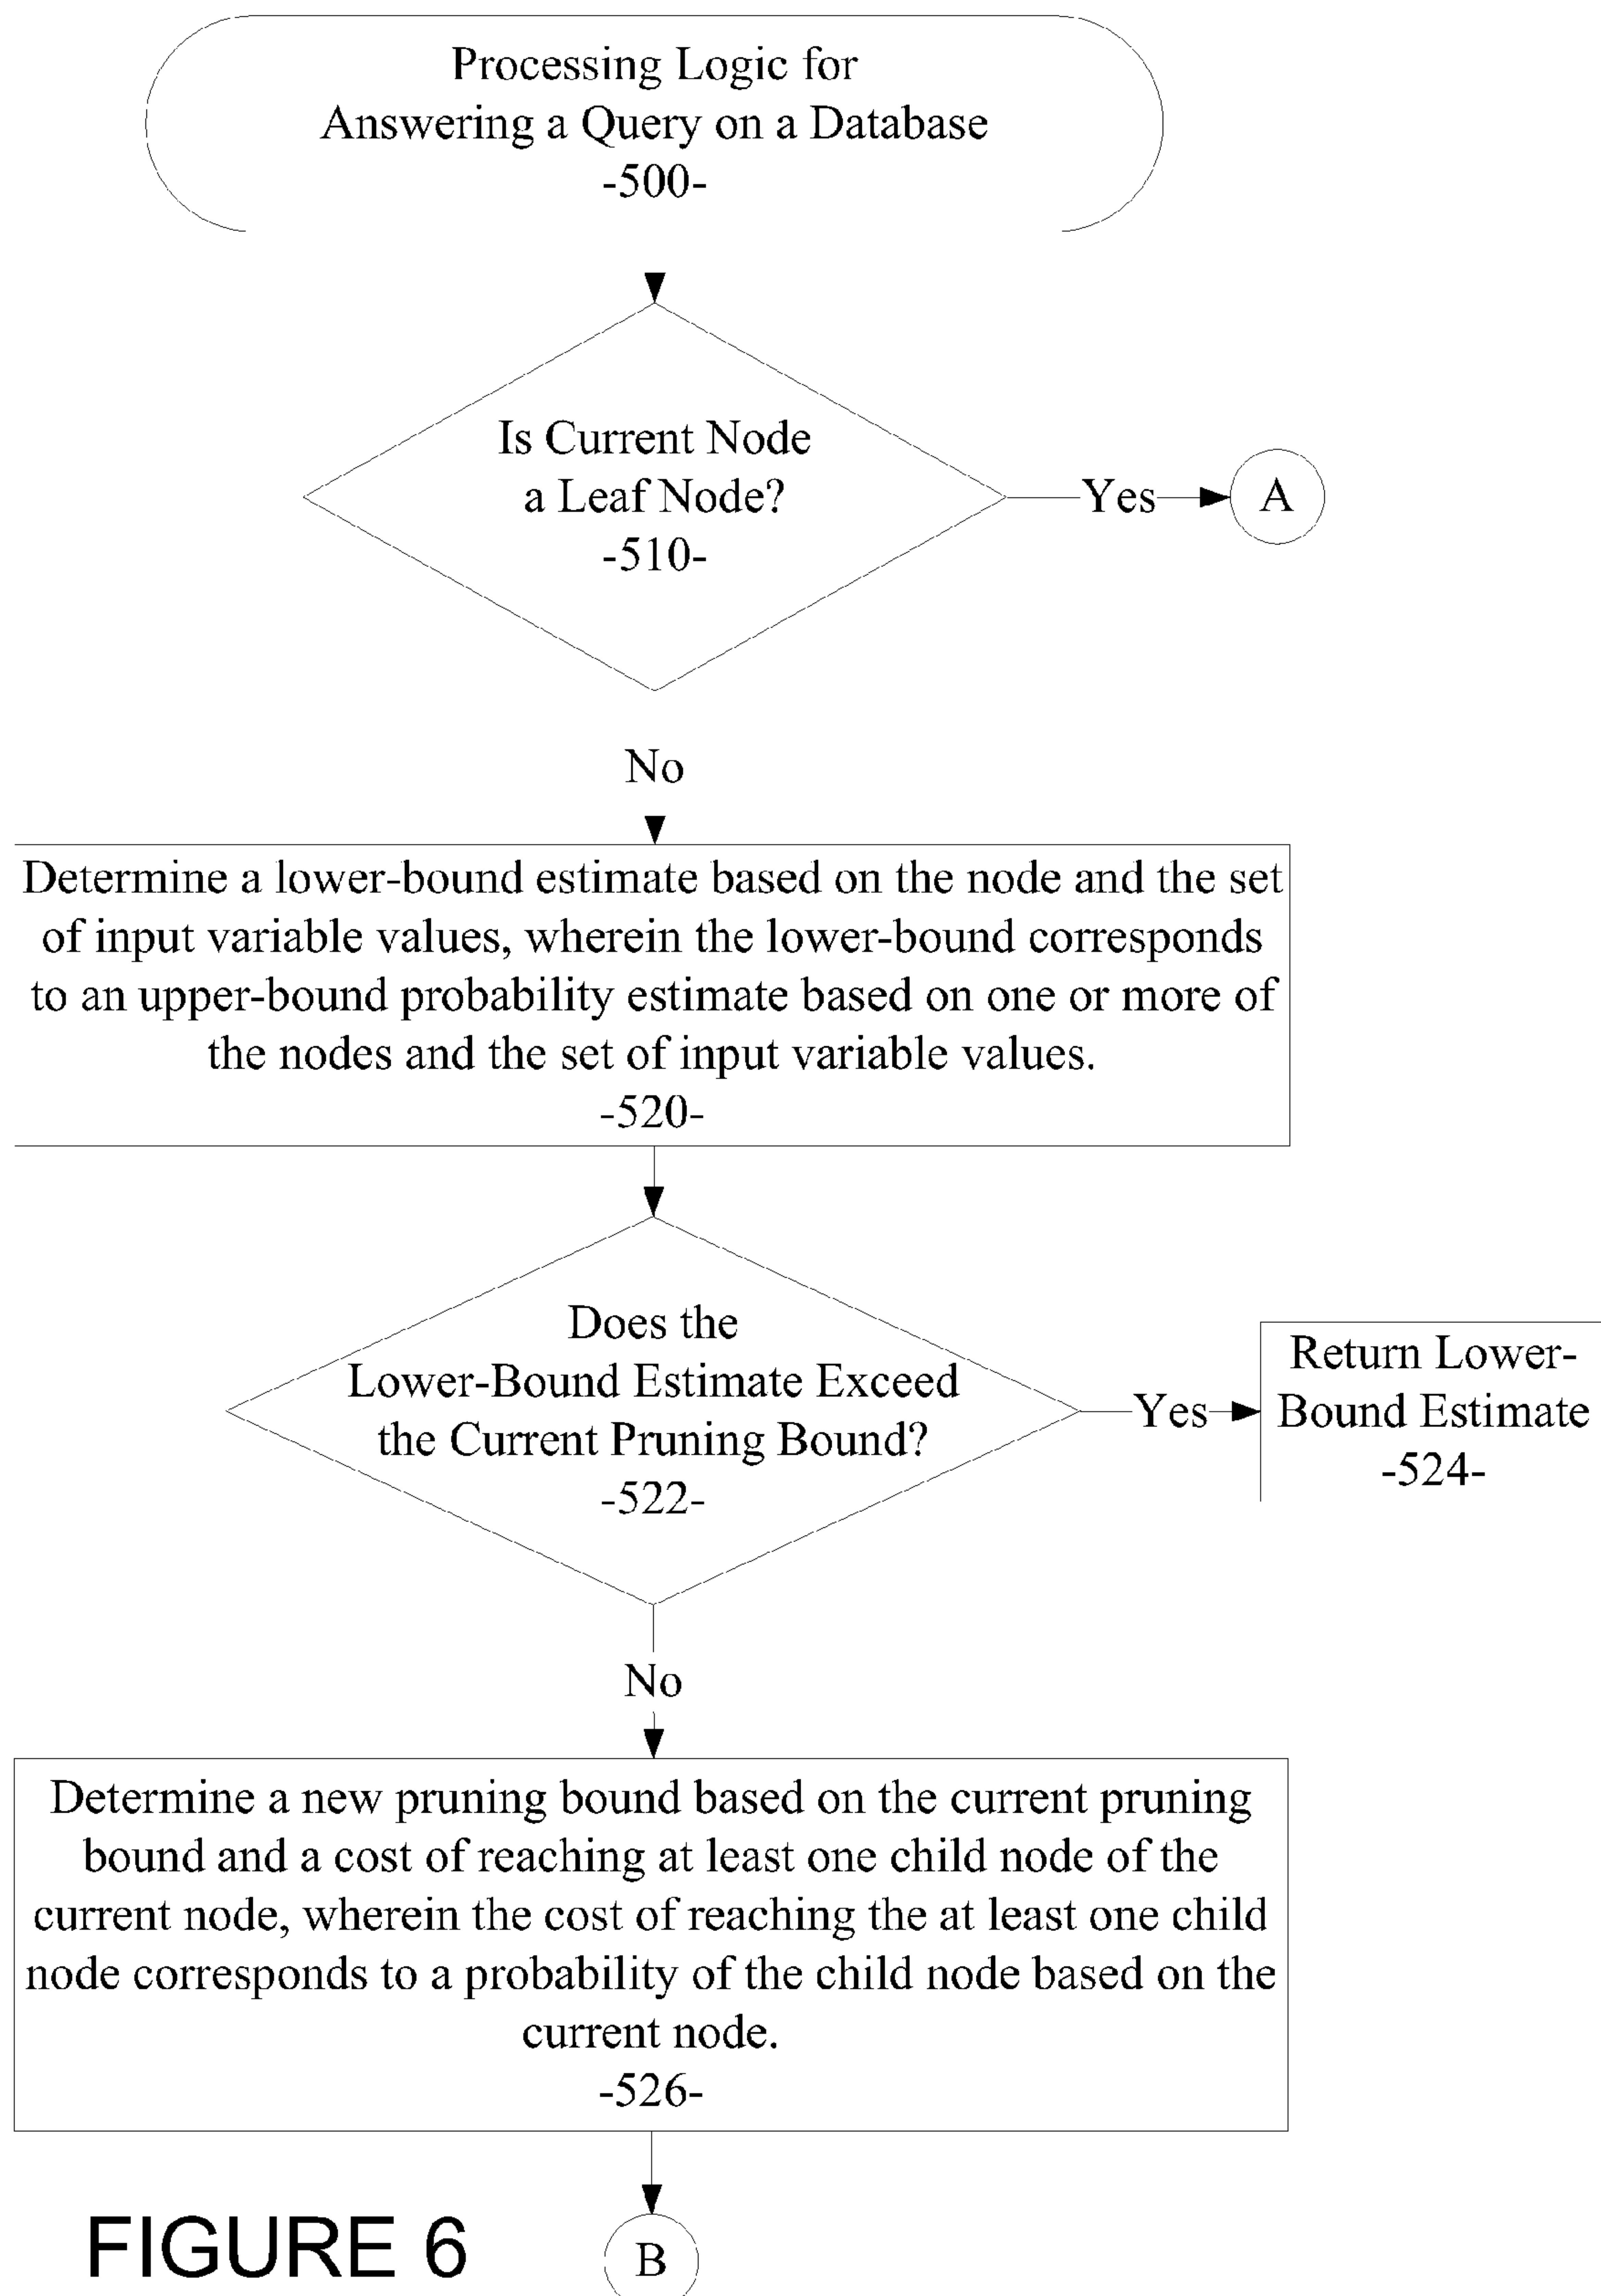 Processing Logic for
Answering a Query on a Database
-500-
Is Current Node
a Leaf Node?
-510-
Yes
A
No
Determine a lower-bound estimate based on the node and the set
of input variable values, wherein the lower-bound corresponds
to an upper-bound probability estimate based on one or more of
the nodes and the set of input variable values.
-520-
Does the
Lower-Bound Estimate Exceed
the Current Pruning Bound?
-522-
Yes
Return Lower-
Bound Estimate
-524-
No
Determine a new pruning bound based on the current pruning
bound and a cost of reaching at least one child node of the
current node, wherein the cost of reaching the at least one child
node corresponds to a probability of the child node based on the
current node.
-526-
B
FIGURE 6